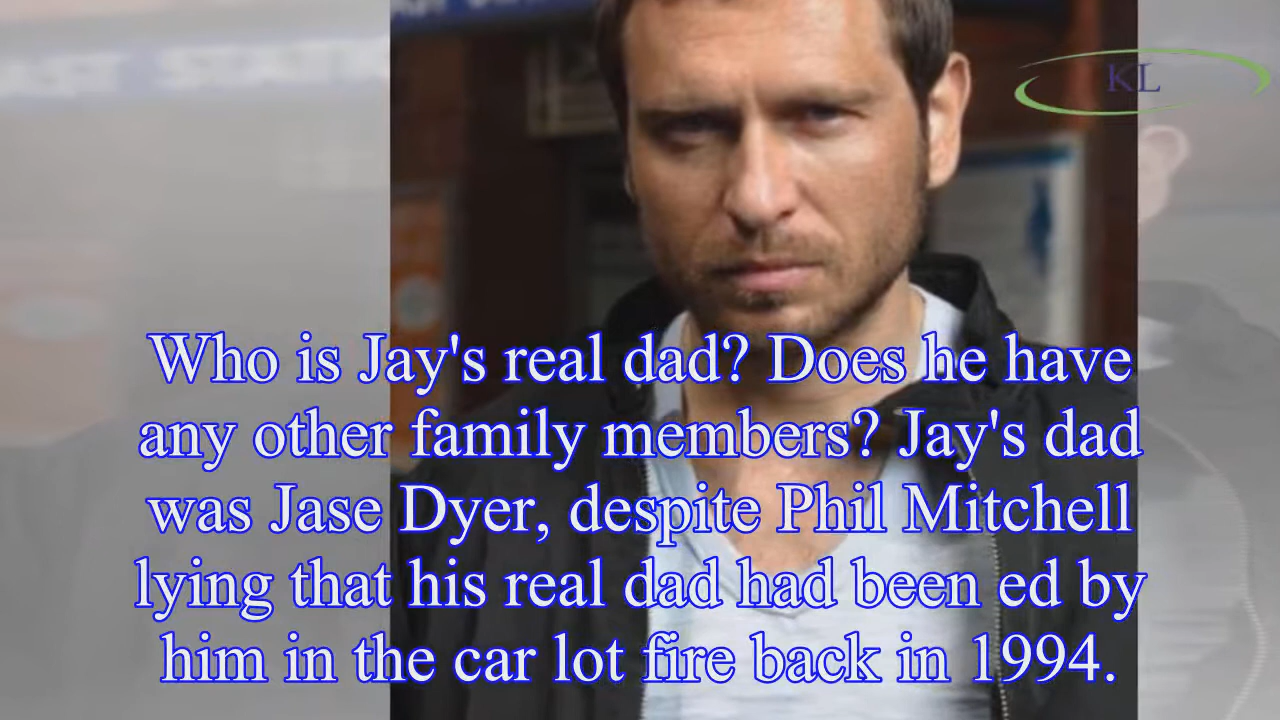 KL
Who is Jay's real dad? Does he have
any other family members? Jay's dad
was Jase Dyer, despite Phil Mitchell
lying that his real dad had been ed by
him in the car lot fire back in 1994.